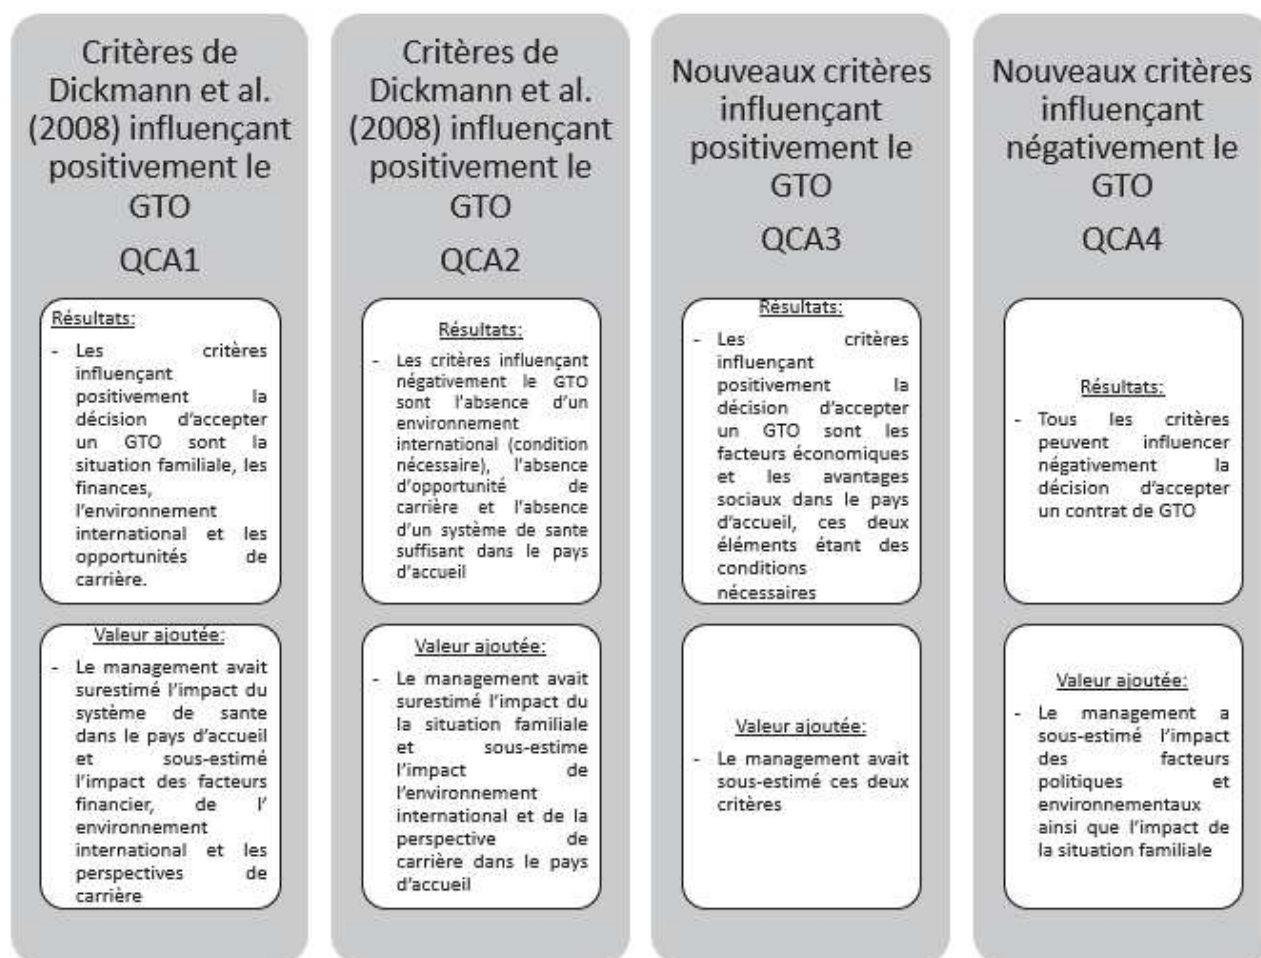 Critères de
Dickmann et al.
(2008) influençant
positivement le
GTO
QCA1
Résultats:
- Les critères
influençant
positivement la
décision d’accepter
un GTO sont la
situation familiale, les
finances,
l’environnement
international et les
opportunités de
carrière.
Valeur ajoutée:
- Le management avait
surestimé l’impact du
système de sante
dans le pays d’accueil
et sous-estimé
l’impact des facteurs
financier, de l’
environnement
international et les
perspectives de
carrière
Critères de
Dickmann et al.
(2008) influençant
positivement le
GTO
QCA2
Résultats:
- Les critères influençant
négativement le GTO
sont l’absence d’un
environnement
international (condition
nécessaire), l’absence
d’opportunité de
carrière et l’absence
d’un système de sante
suffisant dans le pays
d’accueil
Valeur ajoutée:
- Le management avait
surestimé l’impact du
la situation familiale
et sous-estime
l’impact de
l’environnement
international et de la
perspective de
carrière dans le pays
d’accueil
Nouveaux critères
influençant
positivement le
GTO
QCA3
Résultats:
- Les critères
influençant
positivement la
décision d’accepter
un GTO sont les
facteurs économiques
et les avantages
sociaux dans le pays
d’accueil, ces deux
éléments étant des
conditions
nécessaires
Valeur ajoutée:
- Le management avait
sous-estimé ces deux
critères
Nouveaux critères
influençant
négativement le
GTO
QCA4
Résultats:
- Tous les critères
peuvent influencer
négativement la
décision d’accepter
un contrat de GTO
Valeur ajoutée:
- Le management a
sous-estimé l’impact
des facteurs
politiques et
environnementaux
ainsi que l’impact de
la situation familiale